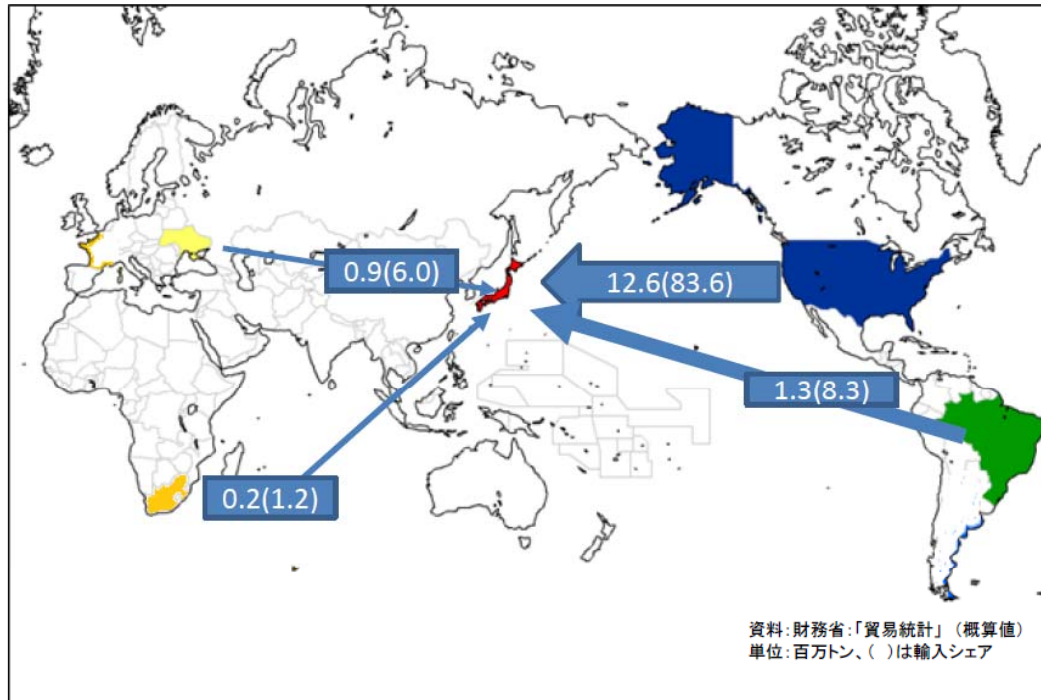 0.9(6.0)
12.6(83.6)
1.3(8.3)
0.2(1.2)
資料:財務省:「貿易統計」 (概算値)
単位:百万トン、( )は輸入シェア